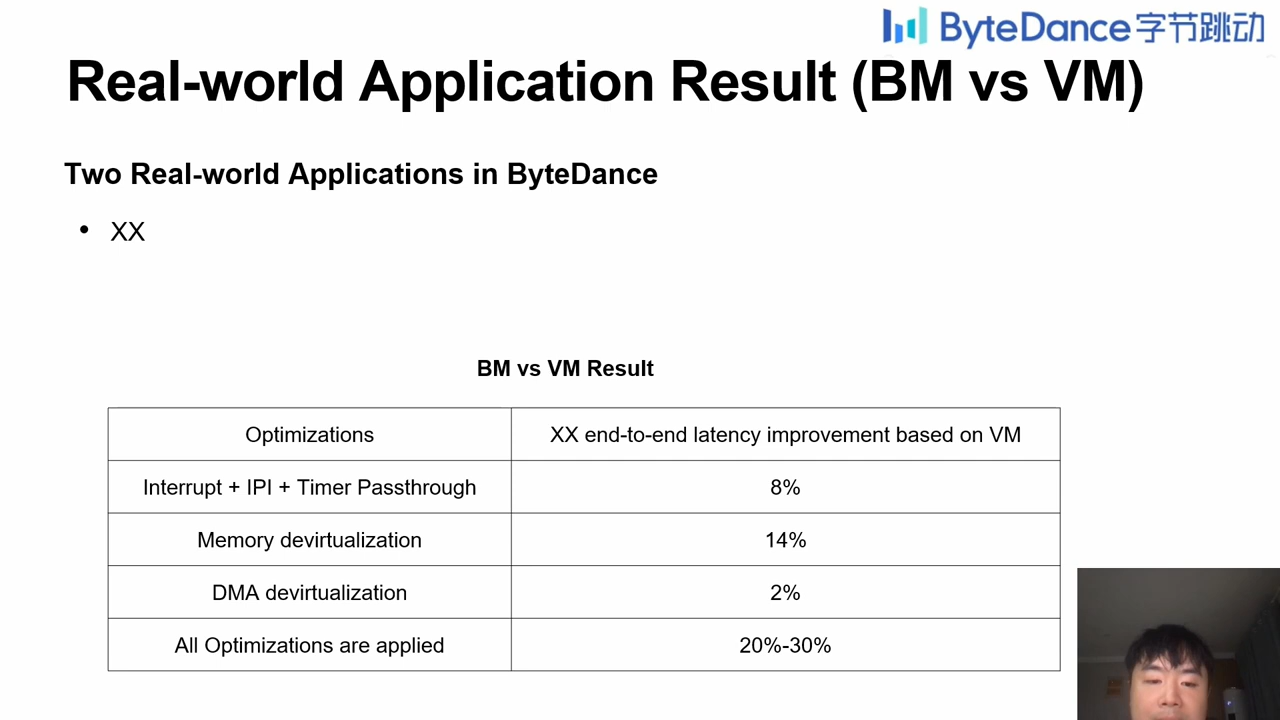 ByteDance字节跳动
Real-world Application Result (BM vs VM)
Two Real-world Applications in ByteDance
• XX
BM vs VM Result
Optimizations XX end-to-end latency improvement based on VM
Interrupt + IPI + Timer Passthrough 8%
Memory devirtualization 14%
DMA devirtualization 2%
All Optimizations are applied 20%-30%